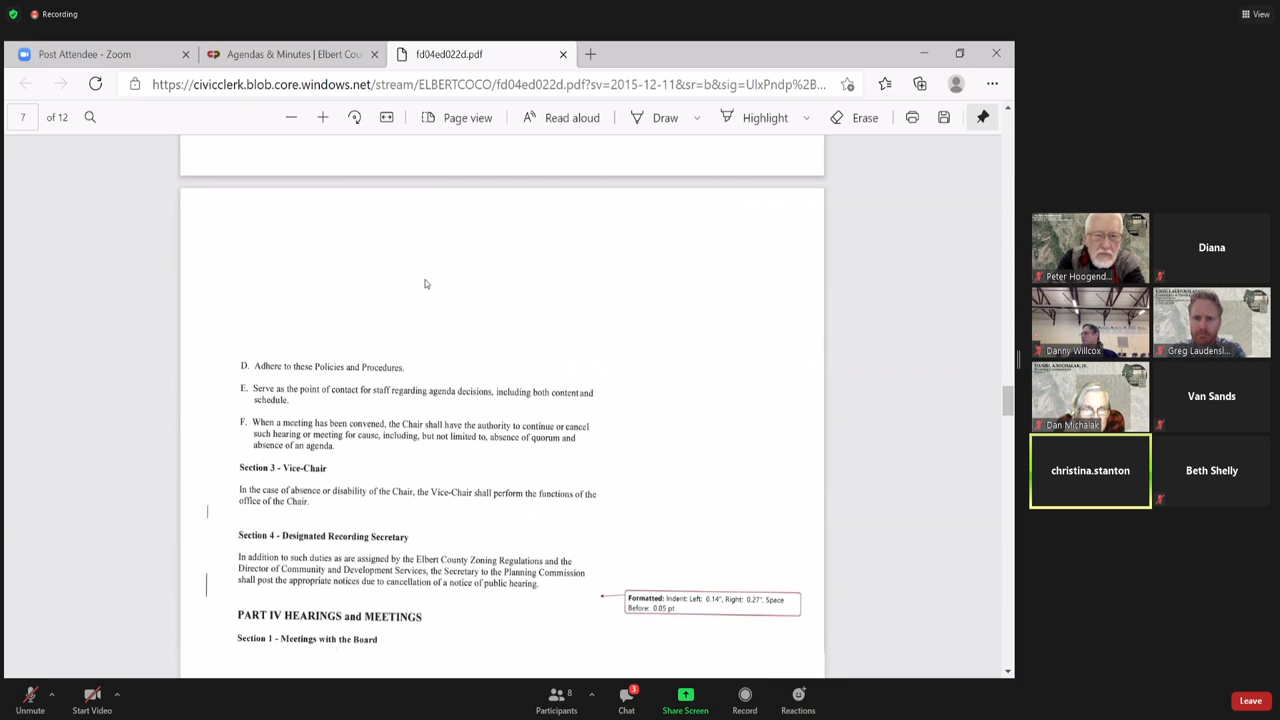 Recording
View
Post Attendee - Zoom
Agendas & Minutes | Elbert Cou
fd04ed022d.pdf
https://civicclerk.blob.core.windows.net/stream/ELBERTCOCO/fd04ed022d.pdf?sv=2015-12-11&sr=b&sig=UlxPndp%2B...
7 of 12
Page view
Read aloud
Draw
Highlight
Erase
D. Adhere to these Policies and Procedures.
E. Serve as the point of contact for staff regarding agenda decisions, including both content and
schedule.
F. When a meeting has been convened, the Chair shall have the authority to continue or cancel
such hearing or meeting for cause, including, but not limited to, absence of quorum and
absence of an agenda.
Section 3 - Vice-Chair
In the case of absence or disability of the Chair, the Vice-Chair shall perform the functions of the
office of the Chair.
Section 4 - Designated Recording Secretary
In addition to such duties as are assigned by the Elbert County Zoning Regulations and the
Director of Community and Development Services, the Secretary to the Planning Commission
shall post the appropriate notices due to cancellation of a notice of public hearing.
Formatted: Indent: Left: 0.14", Right: 0.27", Space
Before: 0.05 pt
PART IV HEARINGS and MEETINGS
Section 1 - Meetings with the Board
Peter Hoogend...
Diana
Danny Willcox
Greg Laudensl...
DANIEL A MICHALAK, JR.
Dan Michalak
Van Sands
christina.stanton
Beth Shelly
Unmute
Start Video
Participants
8
Chat
3
Share Screen
Record
Reactions
Leave